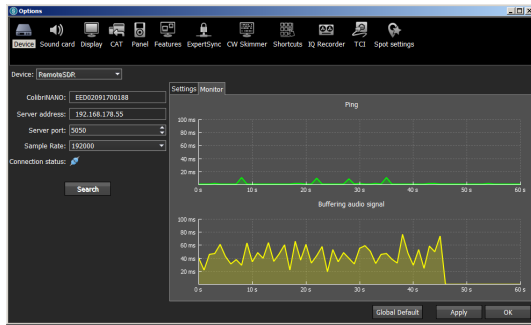 Options
Device Sound card Display CAT Panel Features ExpertSync CW Skimmer Shortcuts IQ Recorder TCI Spot settings
Device: RemoteSDR
Settings Monitor
ColibriNANO: EED02091700188
Server address: 192.168.178.55
Server port: 5050
Sample Rate: 192000
Connection status:
Search
Ping
100 ms
80 ms
60 ms
40 ms
20 ms
0 s 10 s 20 s 30 s 40 s 50 s 60 s
Buffering audio signal
100 ms
80 ms
60 ms
40 ms
20 ms
0 s 10 s 20 s 30 s 40 s 50 s 60 s
Global Default Apply OK